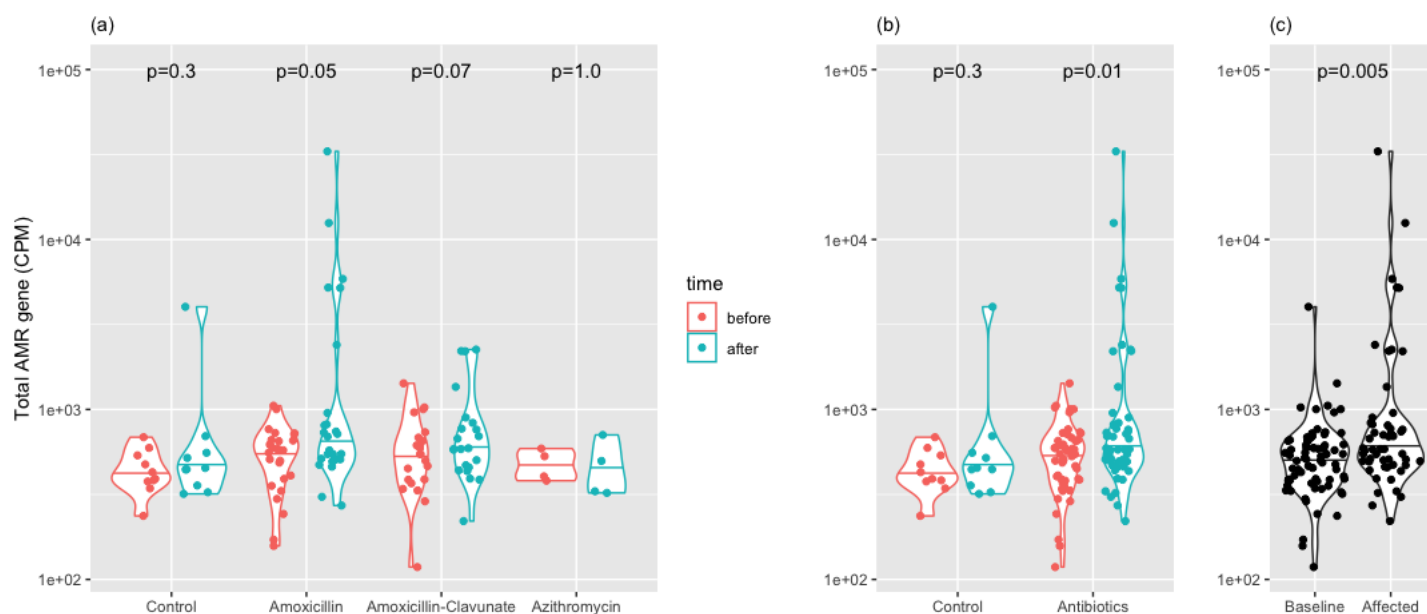 (a)
(b)
(c)
1e+05
p=0.3
p=0.05
p=0.07
p=1.0
1e+05
p=0.3
p=0.01
1e+05
p=0.005
1e+04
1e+04
1e+04
Total AMR gene (CPM)
time
before
after
1e+03
1e+03
1e+03
1e+02
1e+02
1e+02
Control
Amoxicillin
Amoxicillin-Clavunate
Azithromycin
Control
Antibiotics
Baseline
Affected